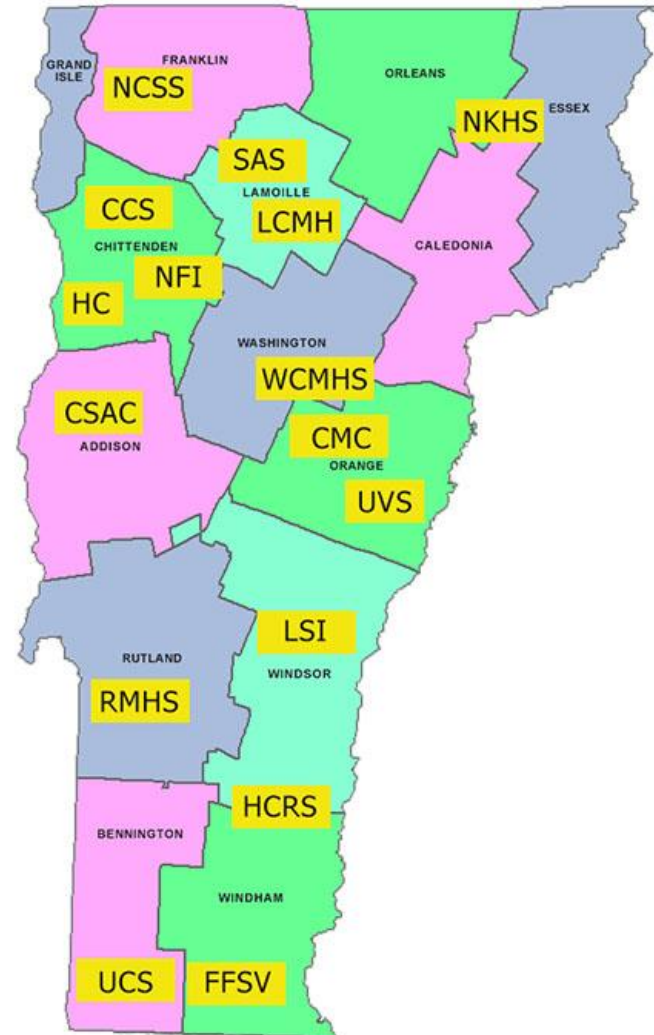 GRAND
ISLE
FRANKLIN
NCSS
ORLEANS
ESSEX
NKHS
SAS
LAMOILLE
LCMH
CCS
CHITTENDEN
NFI
HC
CALEDONIA
WASHINGTON
WCMHS
CSAC
ADDISON
CMC
ORANGE
UVS
LSI
WINDSOR
RUTLAND
RMHS
HCRS
BENNINGTON
WINDHAM
UCS
FFSV